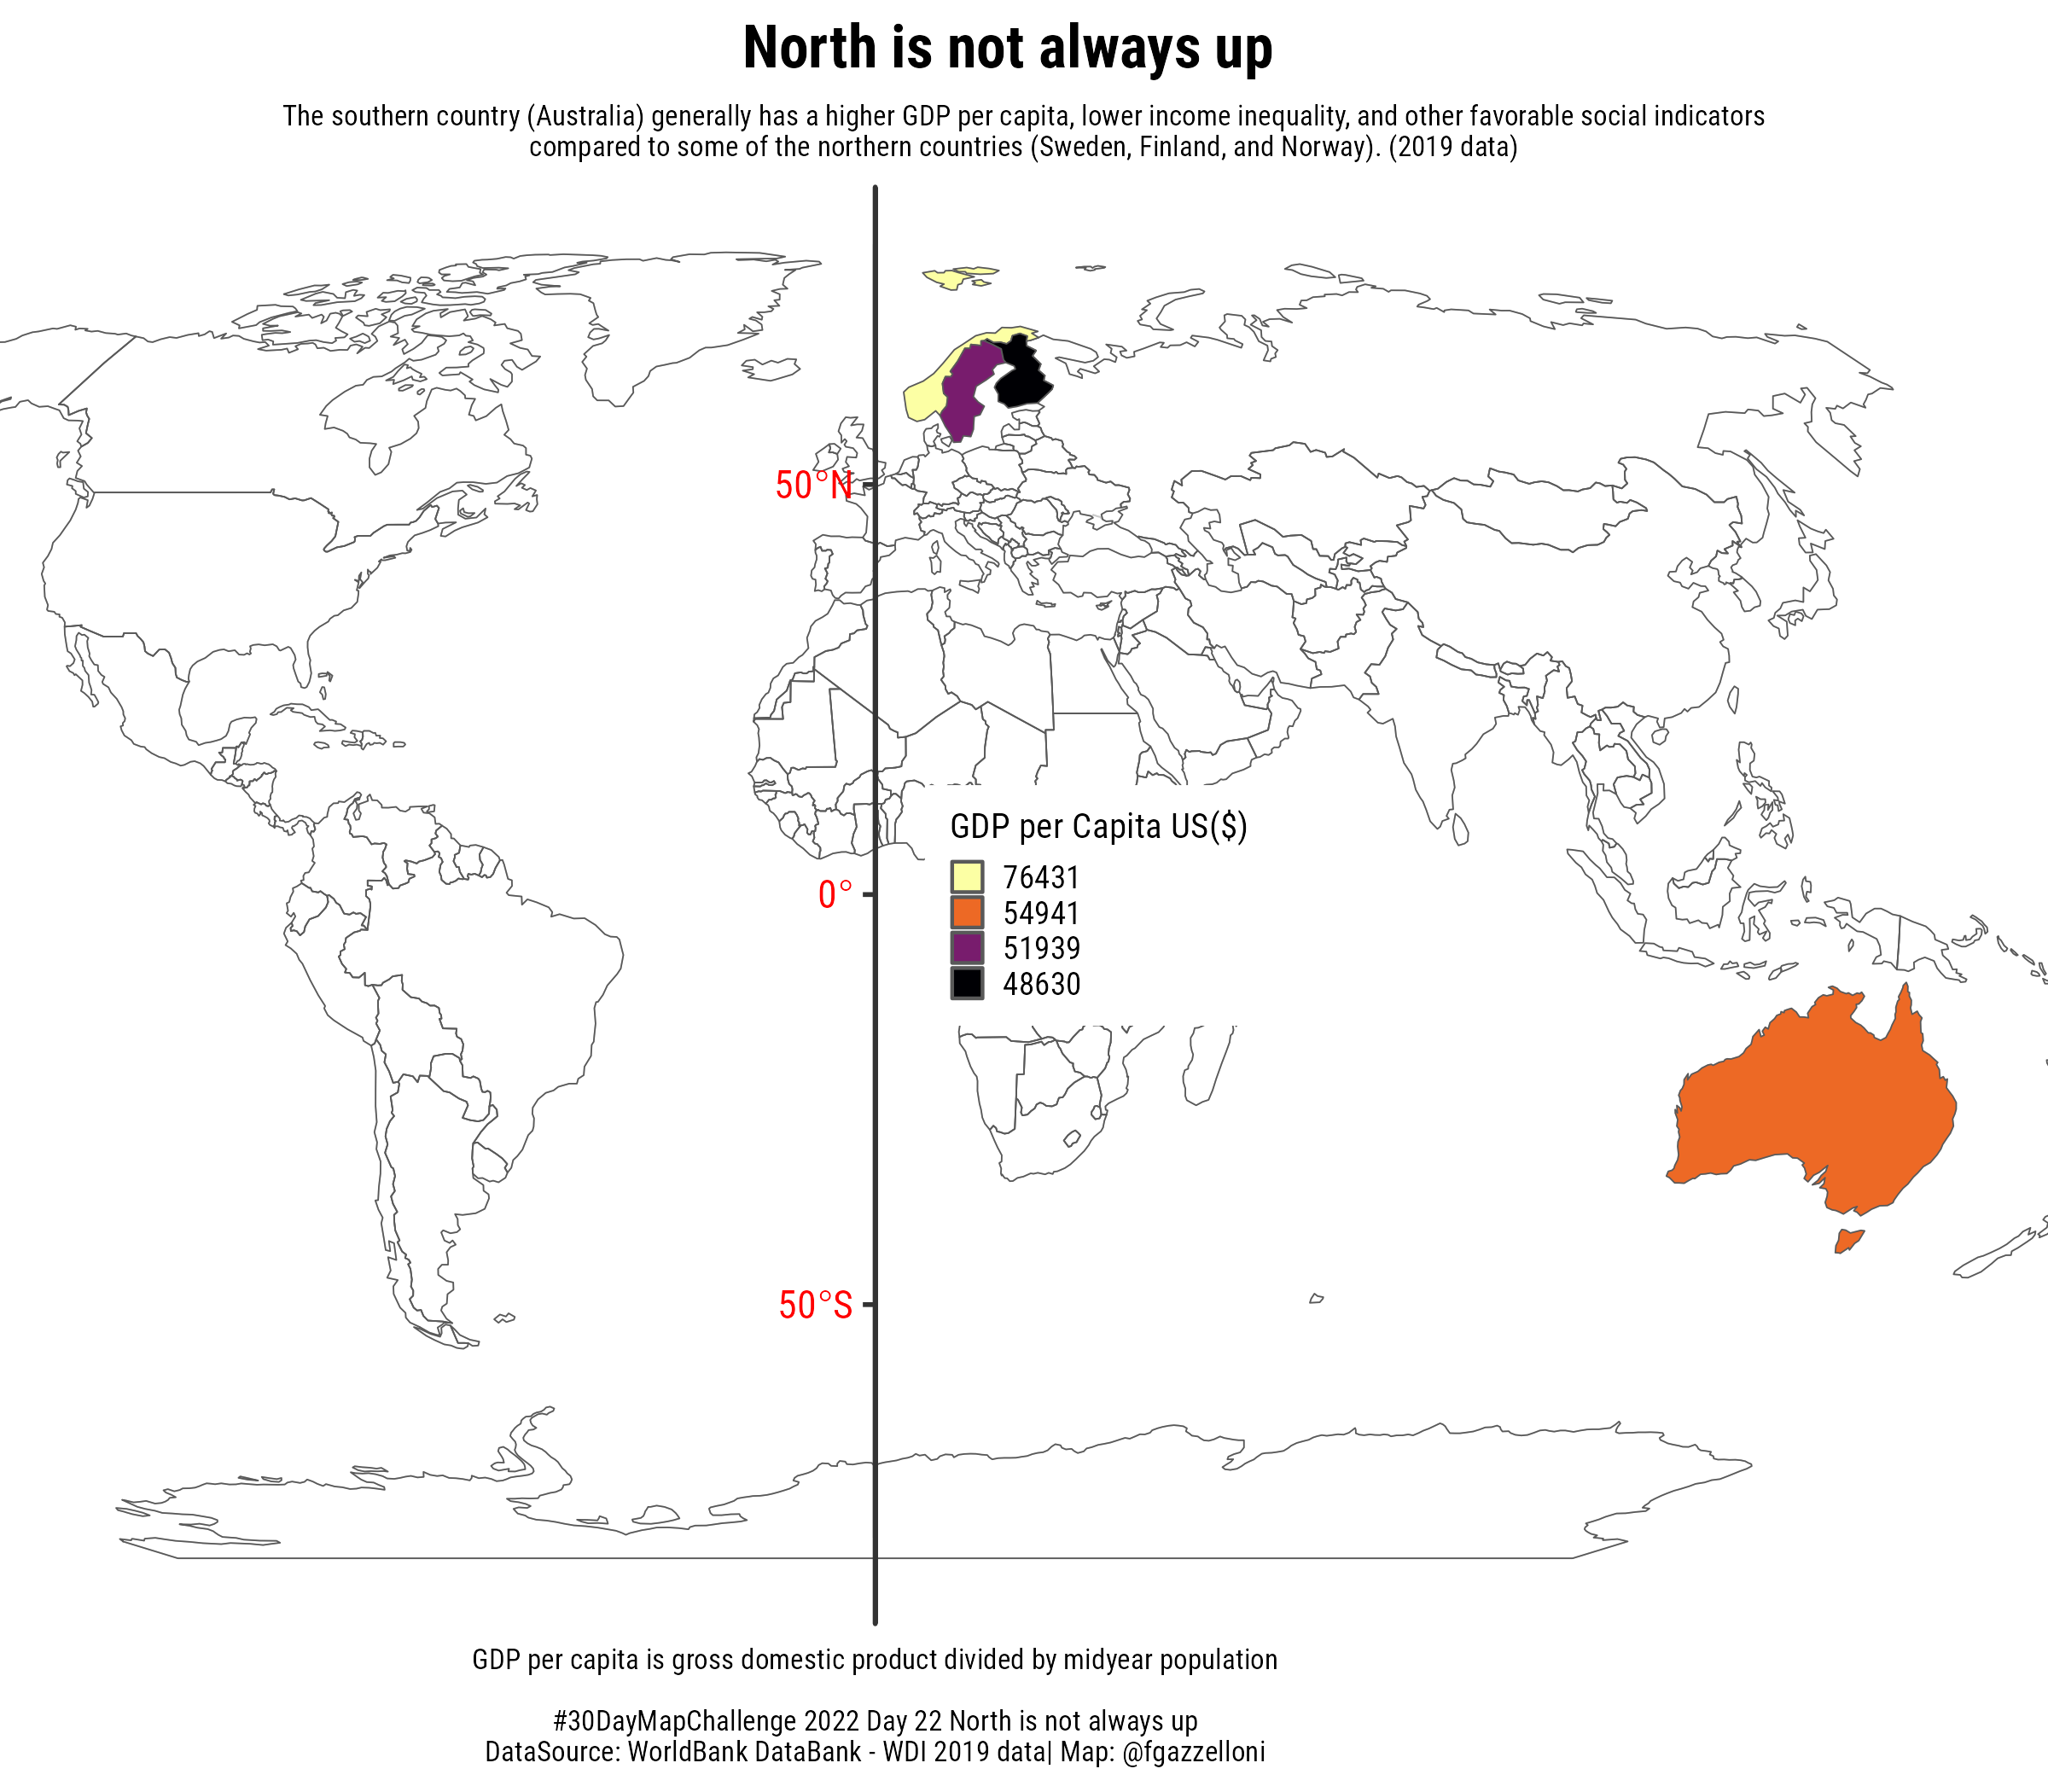 North is not always up
The southern country (Australia) generally has a higher GDP per capita, lower income inequality, and other favorable social indicators
compared to some of the northern countries (Sweden, Finland, and Norway). (2019 data)
50°N
0°
50°S
GDP per Capita US($)
76431
54941
51939
48630
GDP per capita is gross domestic product divided by midyear population
#30DayMapChallenge 2022 Day 22 North is not always up
DataSource: WorldBank DataBank - WDI 2019 data| Map: @fgazzelloni